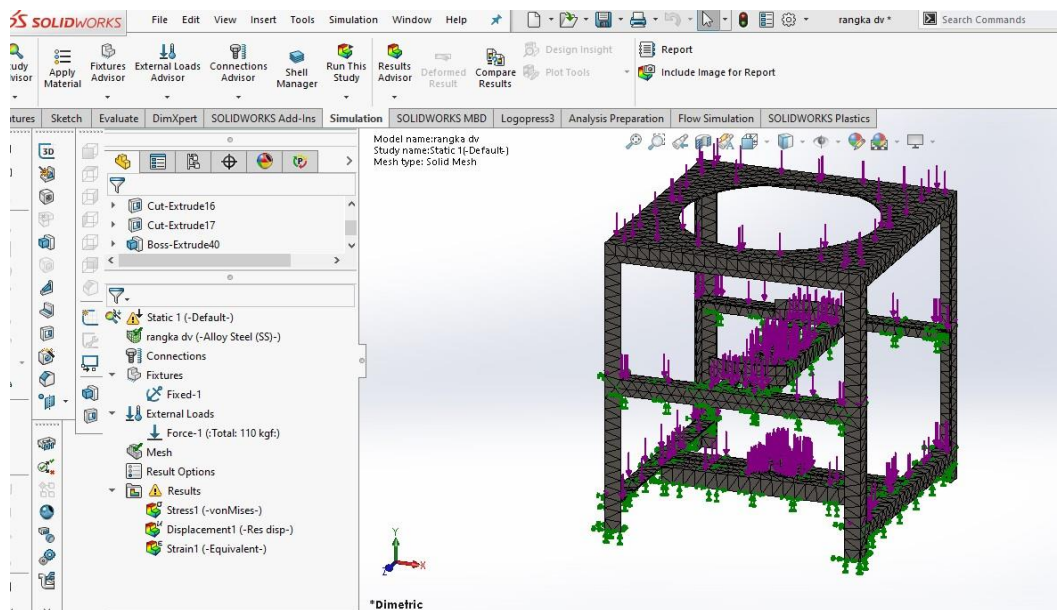 SOLIDWORKS File Edit View Insert Tools Simulation Window Help rangka dv * Search Commands
Apply Material
Fixtures Advisor
External Loads Advisor
Connections Advisor
Shell Manager
Run This Study
Results Advisor
Deformed Result
Compare Results
Design Insight
Plot Tools
Report
Include Image for Report
Sketch Evaluate DimXpert SOLIDWORKS Add-Ins Simulation SOLIDWORKS MBD Logopress3 Analysis Preparation Flow Simulation SOLIDWORKS Plastics
Model name:rangka dv
Study name:Static 1(-Default-)
Mesh type: Solid Mesh
3D
Cut-Extrude16
Cut-Extrude17
Boss-Extrude40
Static 1 (-Default-)
rangka dv (-Alloy Steel (SS)-)
Connections
Fixtures
Fixed-1
External Loads
Force-1 (:Total: 110 kgf:)
Mesh
Result Options
Results
Stress1 (-vonMises-)
Displacement1 (-Res disp-)
Strain1 (-Equivalent-)
Y
X
Z
*Dimetric